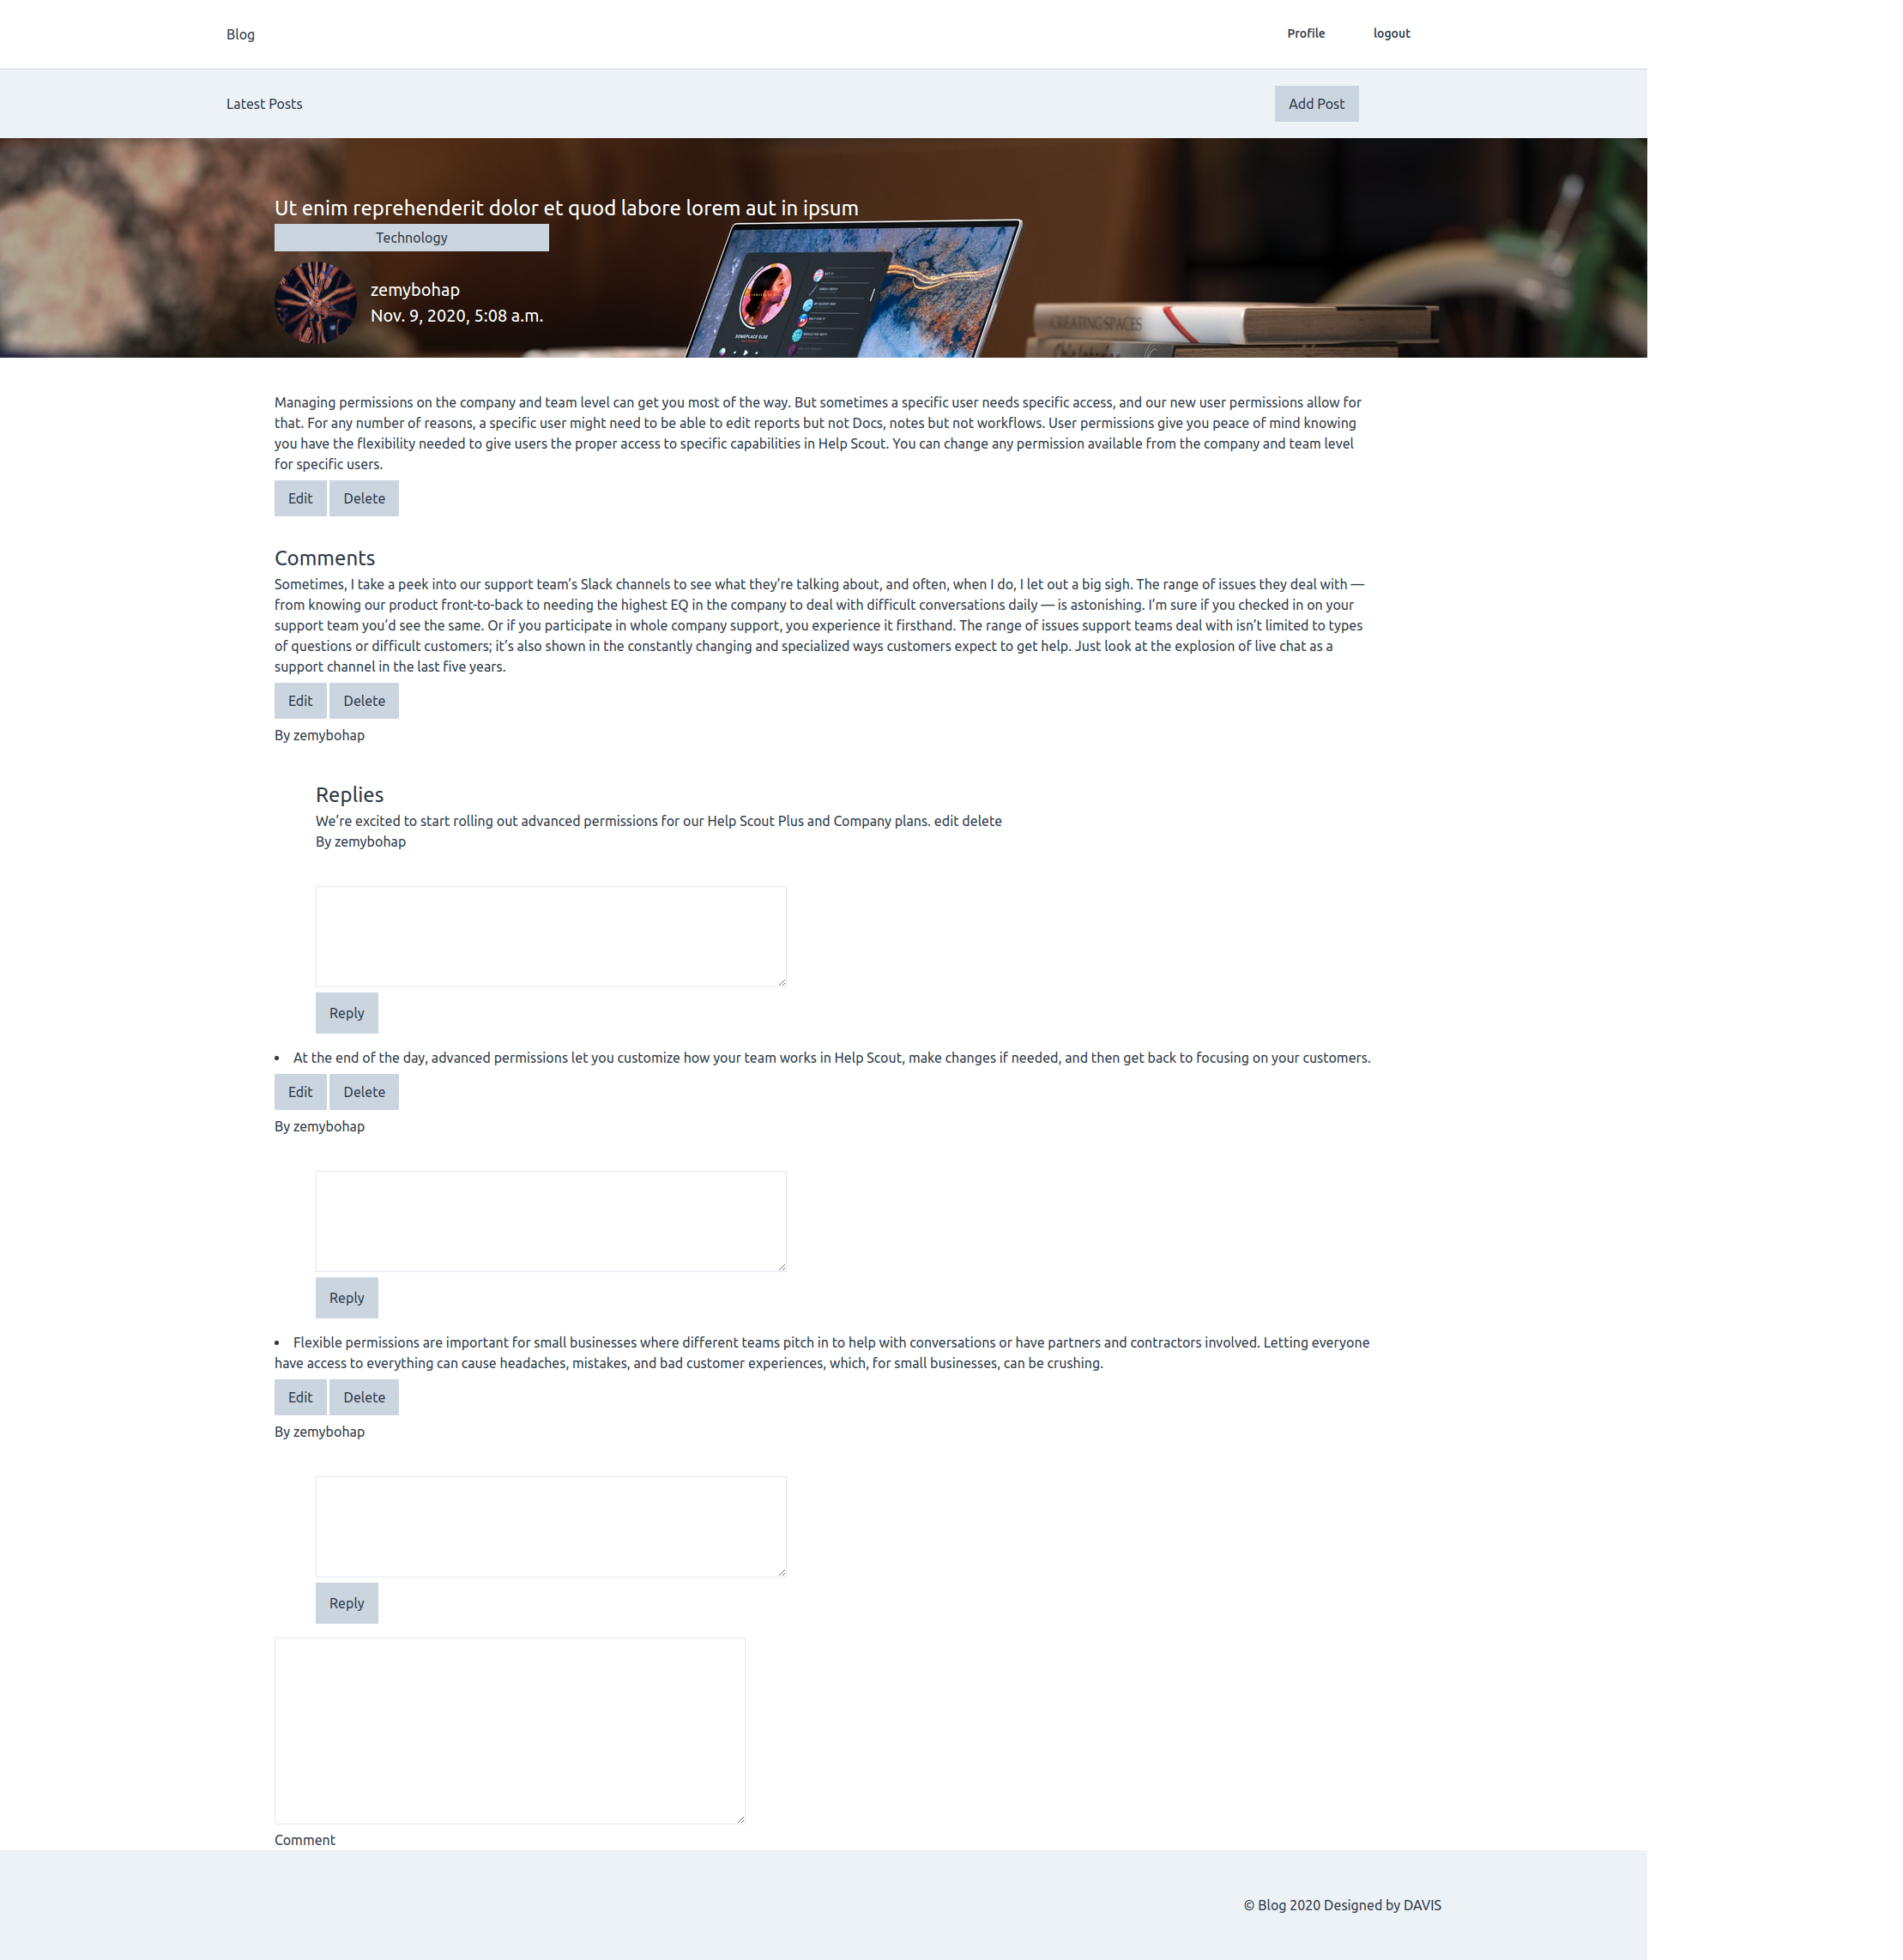 Blog
Profile
logout
Latest Posts
Add Post
Ut enim reprehenderit dolor et quod labore lorem aut in ipsum
Technology
zemybohap
Nov. 9, 2020, 5:08 a.m.
SOMEPLACE ELSE
CREATING SPACES
Managing permissions on the company and team level can get you most of the way. But sometimes a specific user needs specific access, and our new user permissions allow for
that. For any number of reasons, a specific user might need to be able to edit reports but not Docs, notes but not workflows. User permissions give you peace of mind knowing
you have the flexibility needed to give users the proper access to specific capabilities in Help Scout. You can change any permission available from the company and team level
for specific users.
Edit
Delete
Comments
Sometimes, I take a peek into our support team’s Slack channels to see what they’re talking about, and often, when I do, I let out a big sigh. The range of issues they deal with —
from knowing our product front-to-back to needing the highest EQ in the company to deal with difficult conversations daily — is astonishing. I’m sure if you checked in on your
support team you’d see the same. Or if you participate in whole company support, you experience it firsthand. The range of issues support teams deal with isn’t limited to types
of questions or difficult customers; it’s also shown in the constantly changing and specialized ways customers expect to get help. Just look at the explosion of live chat as a
support channel in the last five years.
Edit
Delete
By zemybohap
Replies
We’re excited to start rolling out advanced permissions for our Help Scout Plus and Company plans. edit delete
By zemybohap
Reply
• At the end of the day, advanced permissions let you customize how your team works in Help Scout, make changes if needed, and then get back to focusing on your customers.
Edit
Delete
By zemybohap
Reply
• Flexible permissions are important for small businesses where different teams pitch in to help with conversations or have partners and contractors involved. Letting everyone
have access to everything can cause headaches, mistakes, and bad customer experiences, which, for small businesses, can be crushing.
Edit
Delete
By zemybohap
Reply
Comment
© Blog 2020 Designed by DAVIS